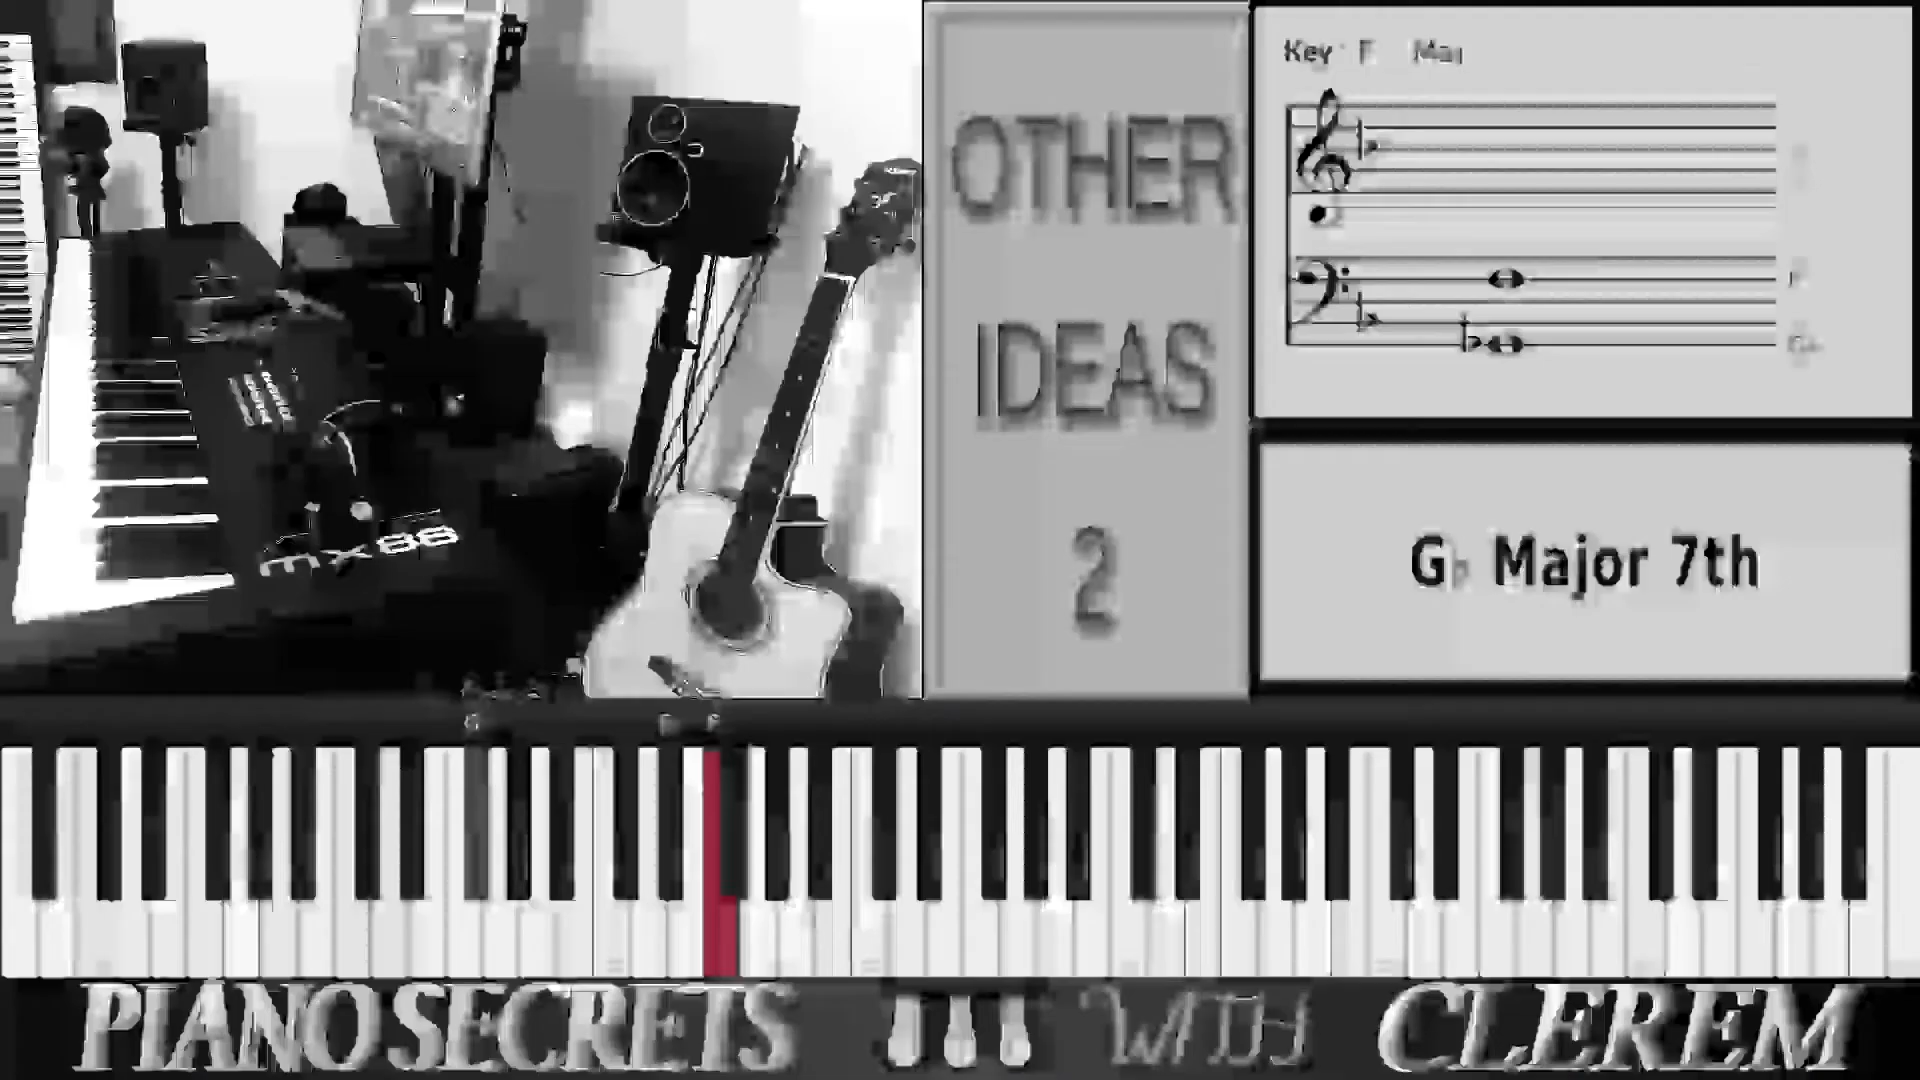 OTHER
IDEAS
2
Key: F Maj
F
G♭
G♭ Major 7th
mx88
PIANO SECRETS WITH CLEREM